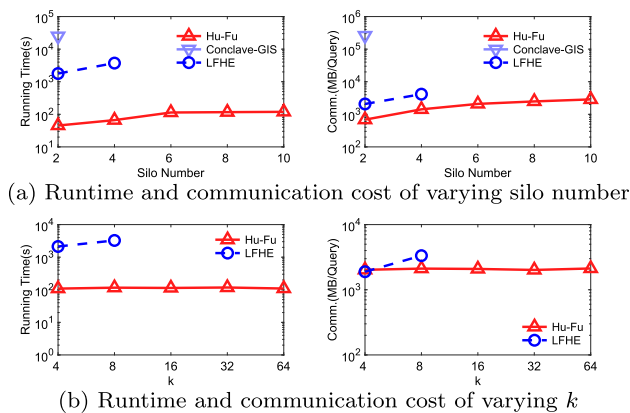 10^5
10^4
10^3
10^2
10^1
Running Time(s)
Hu-Fu
Conclave-GIS
LFHE
2 4 6 8 10
Silo Number
10^6
10^5
10^4
10^3
10^2
Comm.(MB/Query)
Hu-Fu
Conclave-GIS
LFHE
2 4 6 8 10
Silo Number
(a) Runtime and communication cost of varying silo number
10^4
10^3
10^2
10^1
10^0
Running Time(s)
Hu-Fu
LFHE
4 8 16 32 64
k
10^4
10^3
10^2
Comm.(MB/Query)
Hu-Fu
LFHE
4 8 16 32 64
k
(b) Runtime and communication cost of varying k